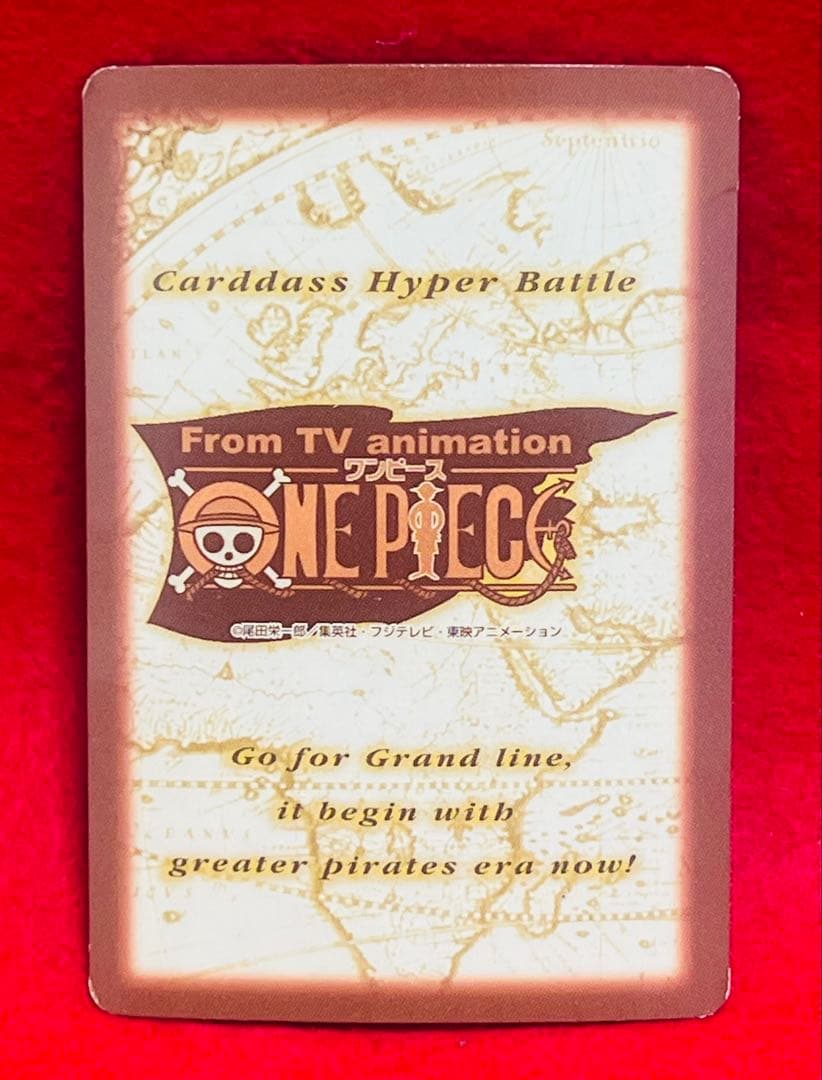 Septentrio
Carddass Hyper Battle
From TV animation
ワンピース
ONE PIECE
©尾田栄一郎/集英社・フジテレビ・東映アニメーション
Go for Grand line,
it begin with
greater pirates era now!